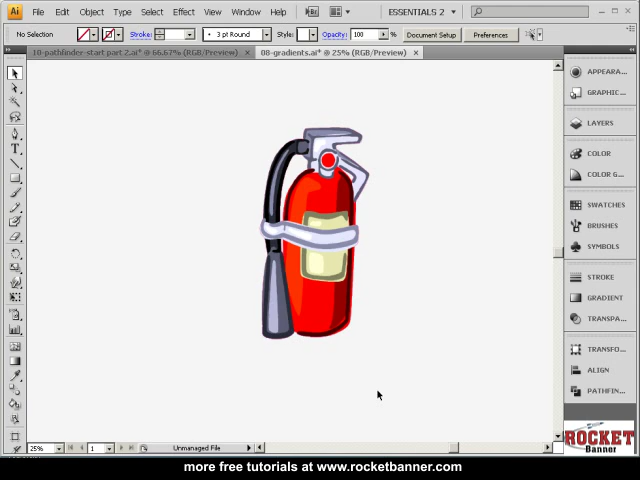 Ai File Edit Object Type Select Effect View Window Help Br ESSENTIALS 2
No Selection Stroke: 3 pt Round Style: Opacity: 100 % Document Setup Preferences
10-pathfinder-start part 2.ai* @ 66.67% (RGB/Preview) × 08-gradients.ai* @ 25% (RGB/Preview) ×
APPEARA...
GRAPHIC...
LAYERS
COLOR
COLOR G...
SWATCHES
BRUSHES
SYMBOLS
STROKE
GRADIENT
TRANSPA...
TRANSFO...
ALIGN
PATHFIN...
25% 1 Unmanaged File
ROCKET
Banner
more free tutorials at www.rocketbanner.com